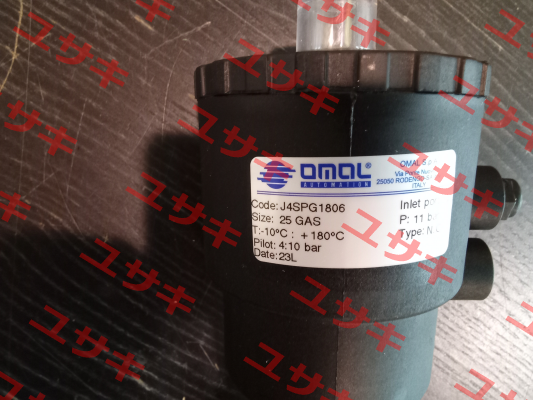 OMAL
AUTOMATION
OMAL S.
Via Ponte
25050 RODENGO
ITALY
Code: J4SPG1806
Size: 25 GAS
T:-10°C : +180°C
Pilot: 4:10 bar
Date: 23L
Inlet
P: 11
Type: N
ユサキ
ユサキ
ユサキ
ユサキ
ユサキ
ユサキ
ユサキ
ユサキ
ユサキ
ユサキ
ユサキ
ユサキ